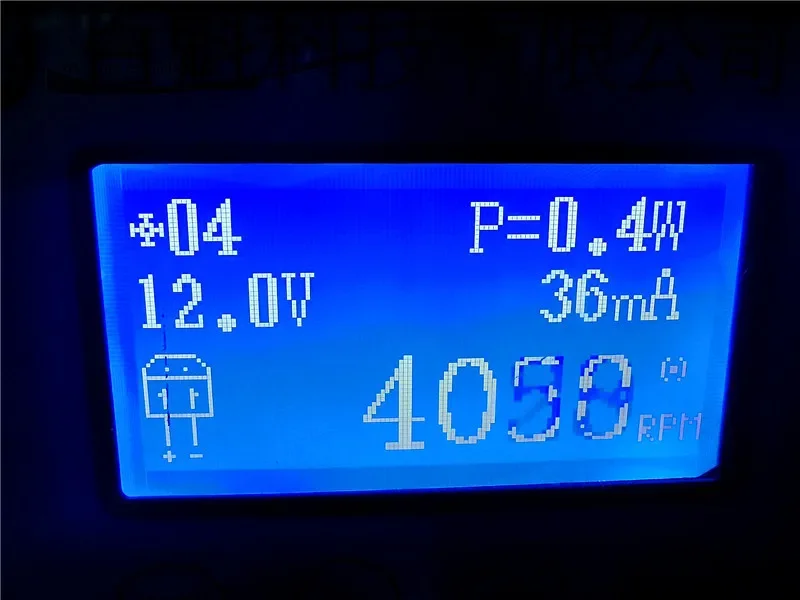 04 P=0.4W
12.0V 36mA
RPM
+ -